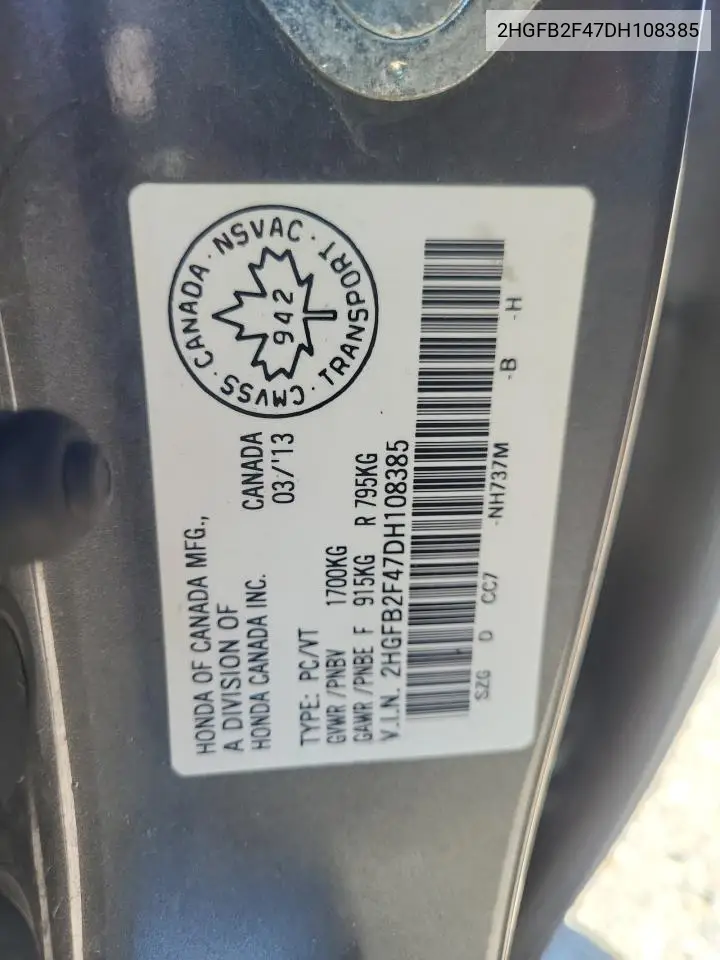 2HGFB2F47DH108385
CANADA · NSVAC · TRANSPORT · CMVSS ·
942
HONDA OF CANADA MFG.,
A DIVISION OF
HONDA CANADA INC.
CANADA
03/'13
TYPE: PC/VT
GVWR/PNBV 1700KG
GAWR/PNBE F 915KG R 795KG
V.I.N. 2HGFB2F47DH108385
SZG D CC7 -NH737M -B -H